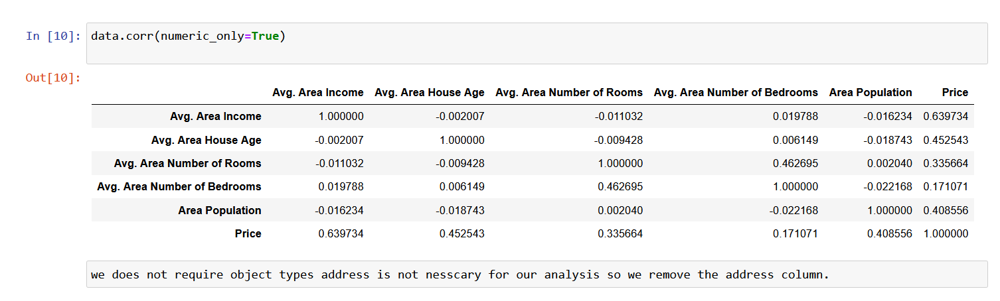 In [10]: data.corr(numeric_only=True)
Out[10]:
Avg. Area Income Avg. Area House Age Avg. Area Number of Rooms Avg. Area Number of Bedrooms Area Population Price
Avg. Area Income 1.000000 -0.002007 -0.011032 0.019788 -0.016234 0.639734
Avg. Area House Age -0.002007 1.000000 -0.009428 0.006149 -0.018743 0.452543
Avg. Area Number of Rooms -0.011032 -0.009428 1.000000 0.462695 0.002040 0.335664
Avg. Area Number of Bedrooms 0.019788 0.006149 0.462695 1.000000 -0.022168 0.171071
Area Population -0.016234 -0.018743 0.002040 -0.022168 1.000000 0.408556
Price 0.639734 0.452543 0.335664 0.171071 0.408556 1.000000
we does not require object types address is not nesscary for our analysis so we remove the address column.